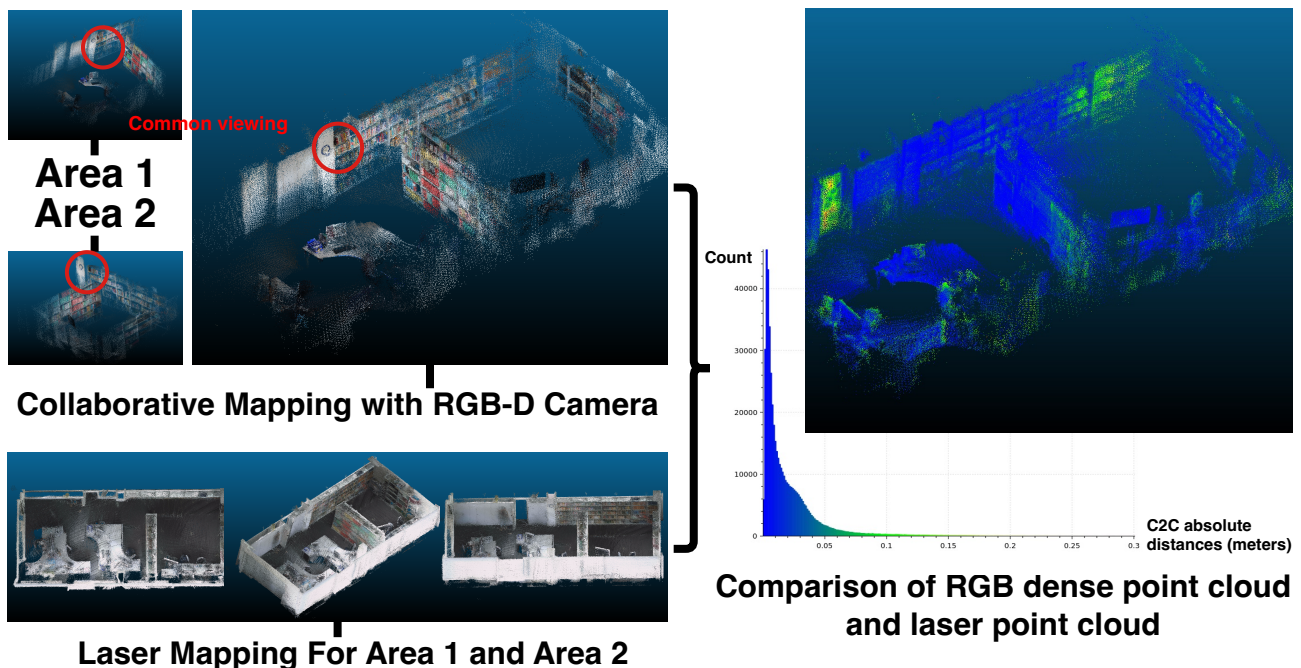 Common viewing
Area 1
Area 2
Collaborative Mapping with RGB-D Camera
Laser Mapping For Area 1 and Area 2
Count
40000
30000
20000
10000
0
0.05
0.1
0.15
0.2
0.25
0.3
C2C absolute
distances (meters)
Comparison of RGB dense point cloud
and laser point cloud